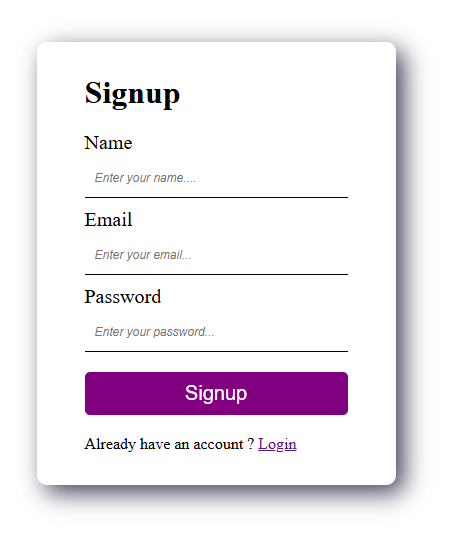 Signup
Name
Enter your name....
Email
Enter your email...
Password
Enter your password...
Signup
Already have an account ? Login